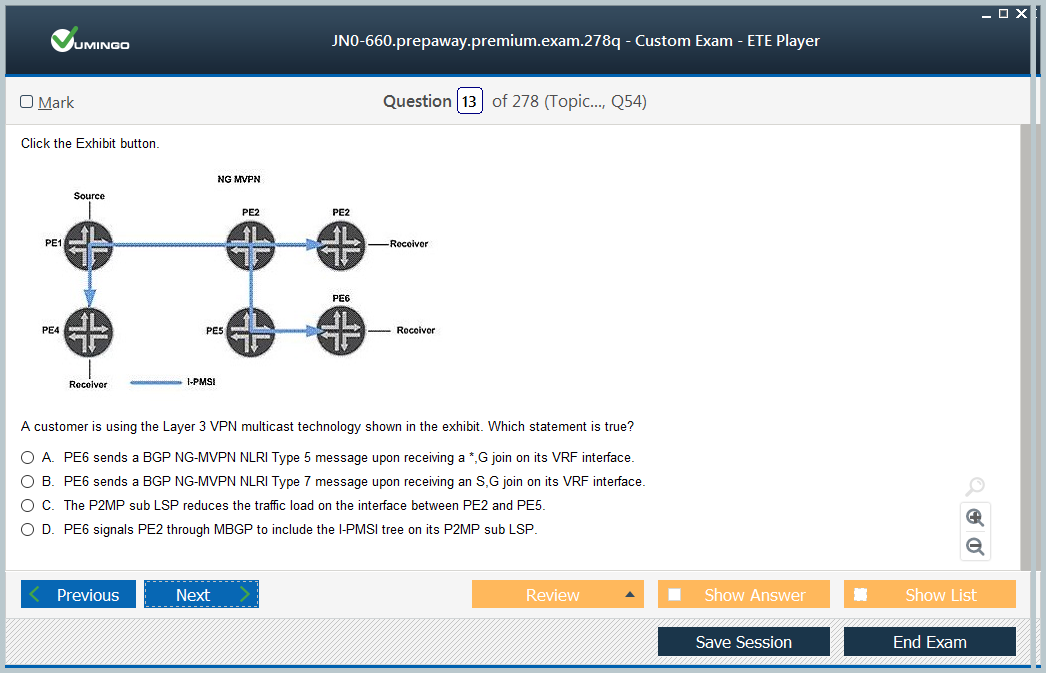 VUMINGO
JN0-660.prepaway.premium.exam.278q - Custom Exam - ETE Player
Mark
Question 13 of 278 (Topic..., Q54)
Click the Exhibit button.
NG MVPN
Source
PE2 PE2
PE1 Receiver
PE6
PE4 PE5 Receiver
Receiver I-PMSI
A customer is using the Layer 3 VPN multicast technology shown in the exhibit. Which statement is true?
A. PE6 sends a BGP NG-MVPN NLRI Type 5 message upon receiving a *,G join on its VRF interface.
B. PE6 sends a BGP NG-MVPN NLRI Type 7 message upon receiving an S,G join on its VRF interface.
C. The P2MP sub LSP reduces the traffic load on the interface between PE2 and PE5.
D. PE6 signals PE2 through MBGP to include the I-PMSI tree on its P2MP sub LSP.
Previous Next Review Show Answer Show List
Save Session End Exam